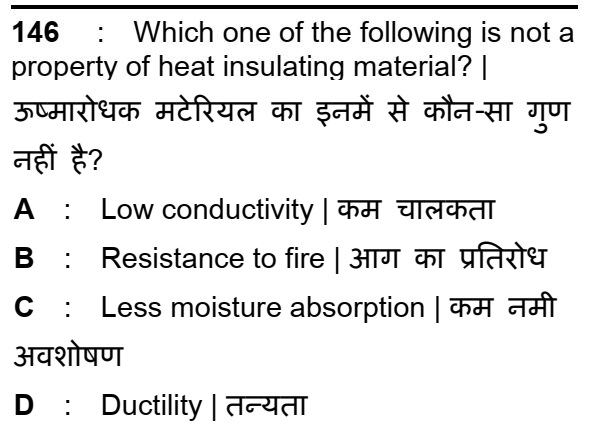 146 : Which one of the following is not a
property of heat insulating material? |
ऊष्मारोधक मटेरियल का इनमें से कौन-सा गुण
नहीं है?
A : Low conductivity | कम चालकता
B : Resistance to fire | आग का प्रतिरोध
C : Less moisture absorption | कम नमी
अवशोषण
D : Ductility | तन्यता